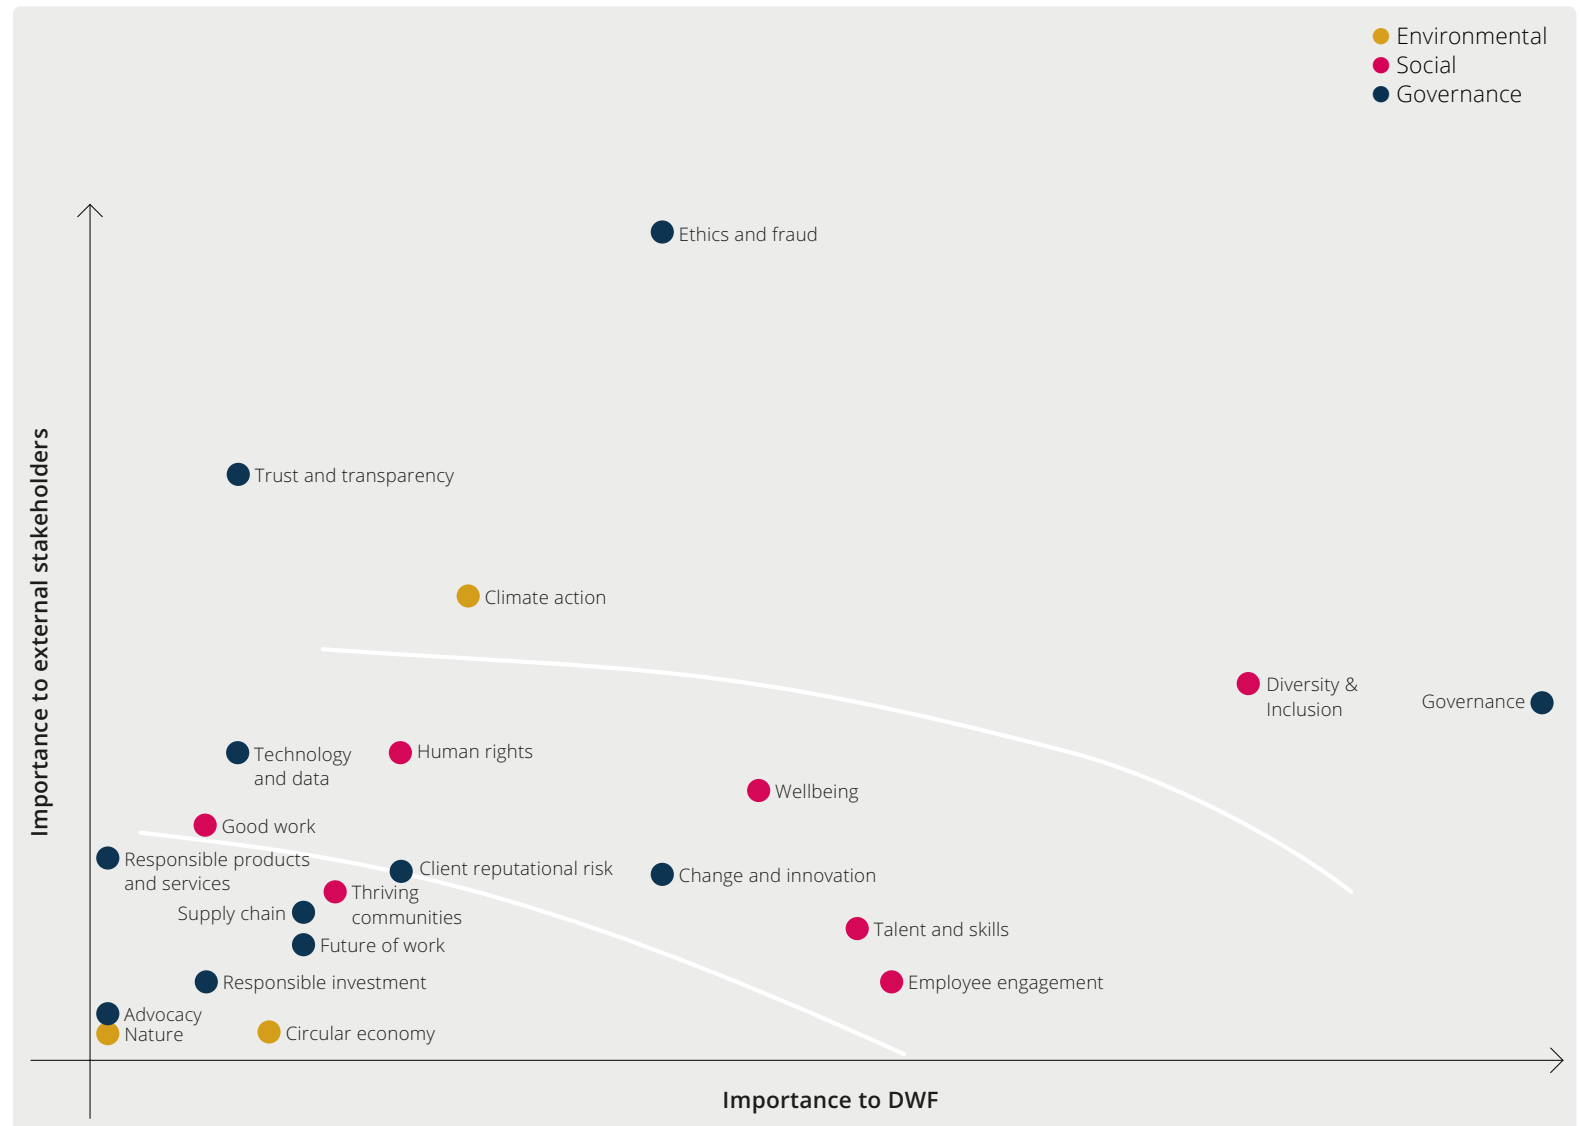 Environmental
Social
Governance
Ethics and fraud
Trust and transparency
Climate action
Diversity &
Inclusion
Governance
Technology
and data
Human rights
Wellbeing
Good work
Responsible products
and services
Client reputational risk
Change and innovation
Thriving
communities
Supply chain
Talent and skills
Future of work
Responsible investment
Employee engagement
Advocacy
Nature
Circular economy
Importance to external stakeholders
Importance to DWF